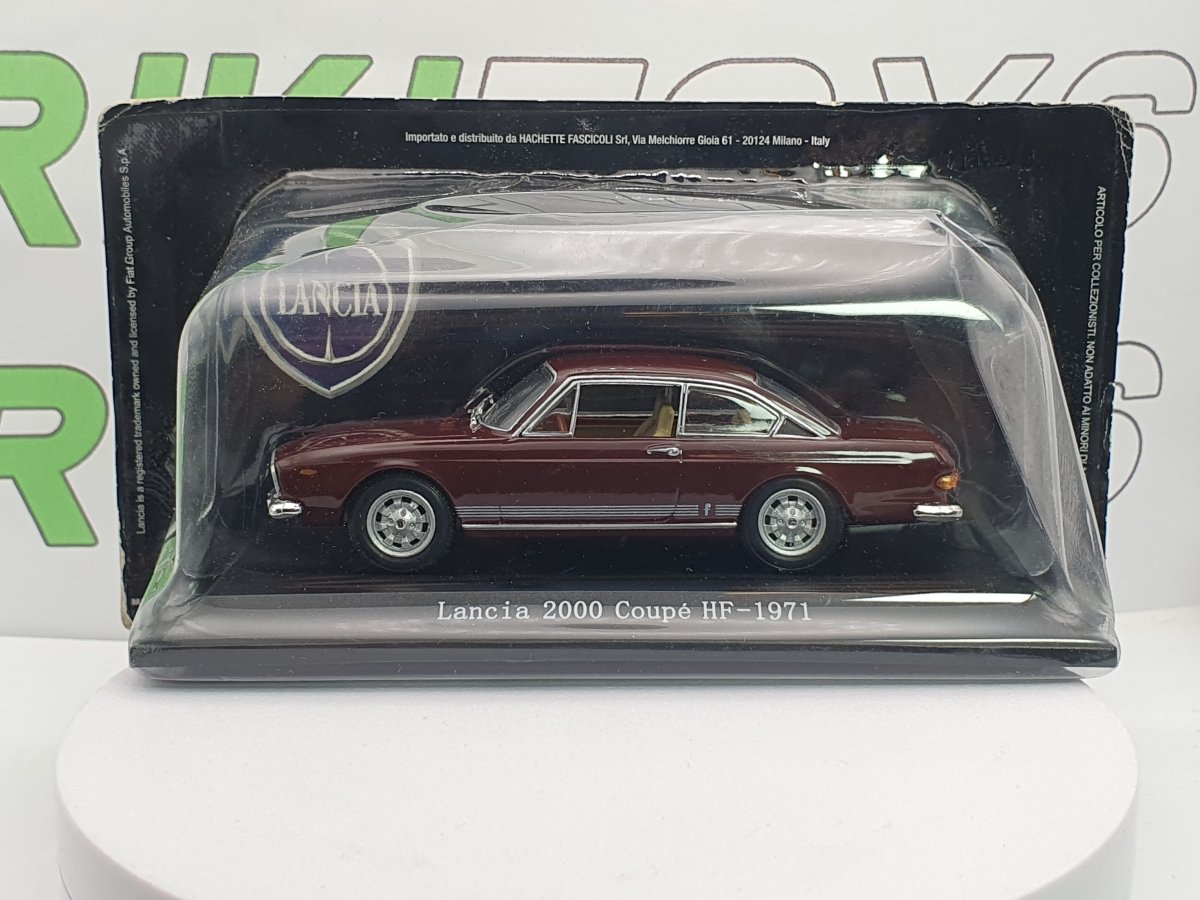 RIKITOYS
Importato e distribuito da HACHETTE FASCICOLI Srl, Via Melchiorre Gioia 61 - 20124 Milano - Italy
Lancia is a registered trademark owned and licensed by Fiat Group Automobiles S.p.A.
LANCIA
ARTICOLO PER COLLEZIONISTI. NON ADATTO AI MINORI DI
f
Lancia 2000 Coupé HF-1971